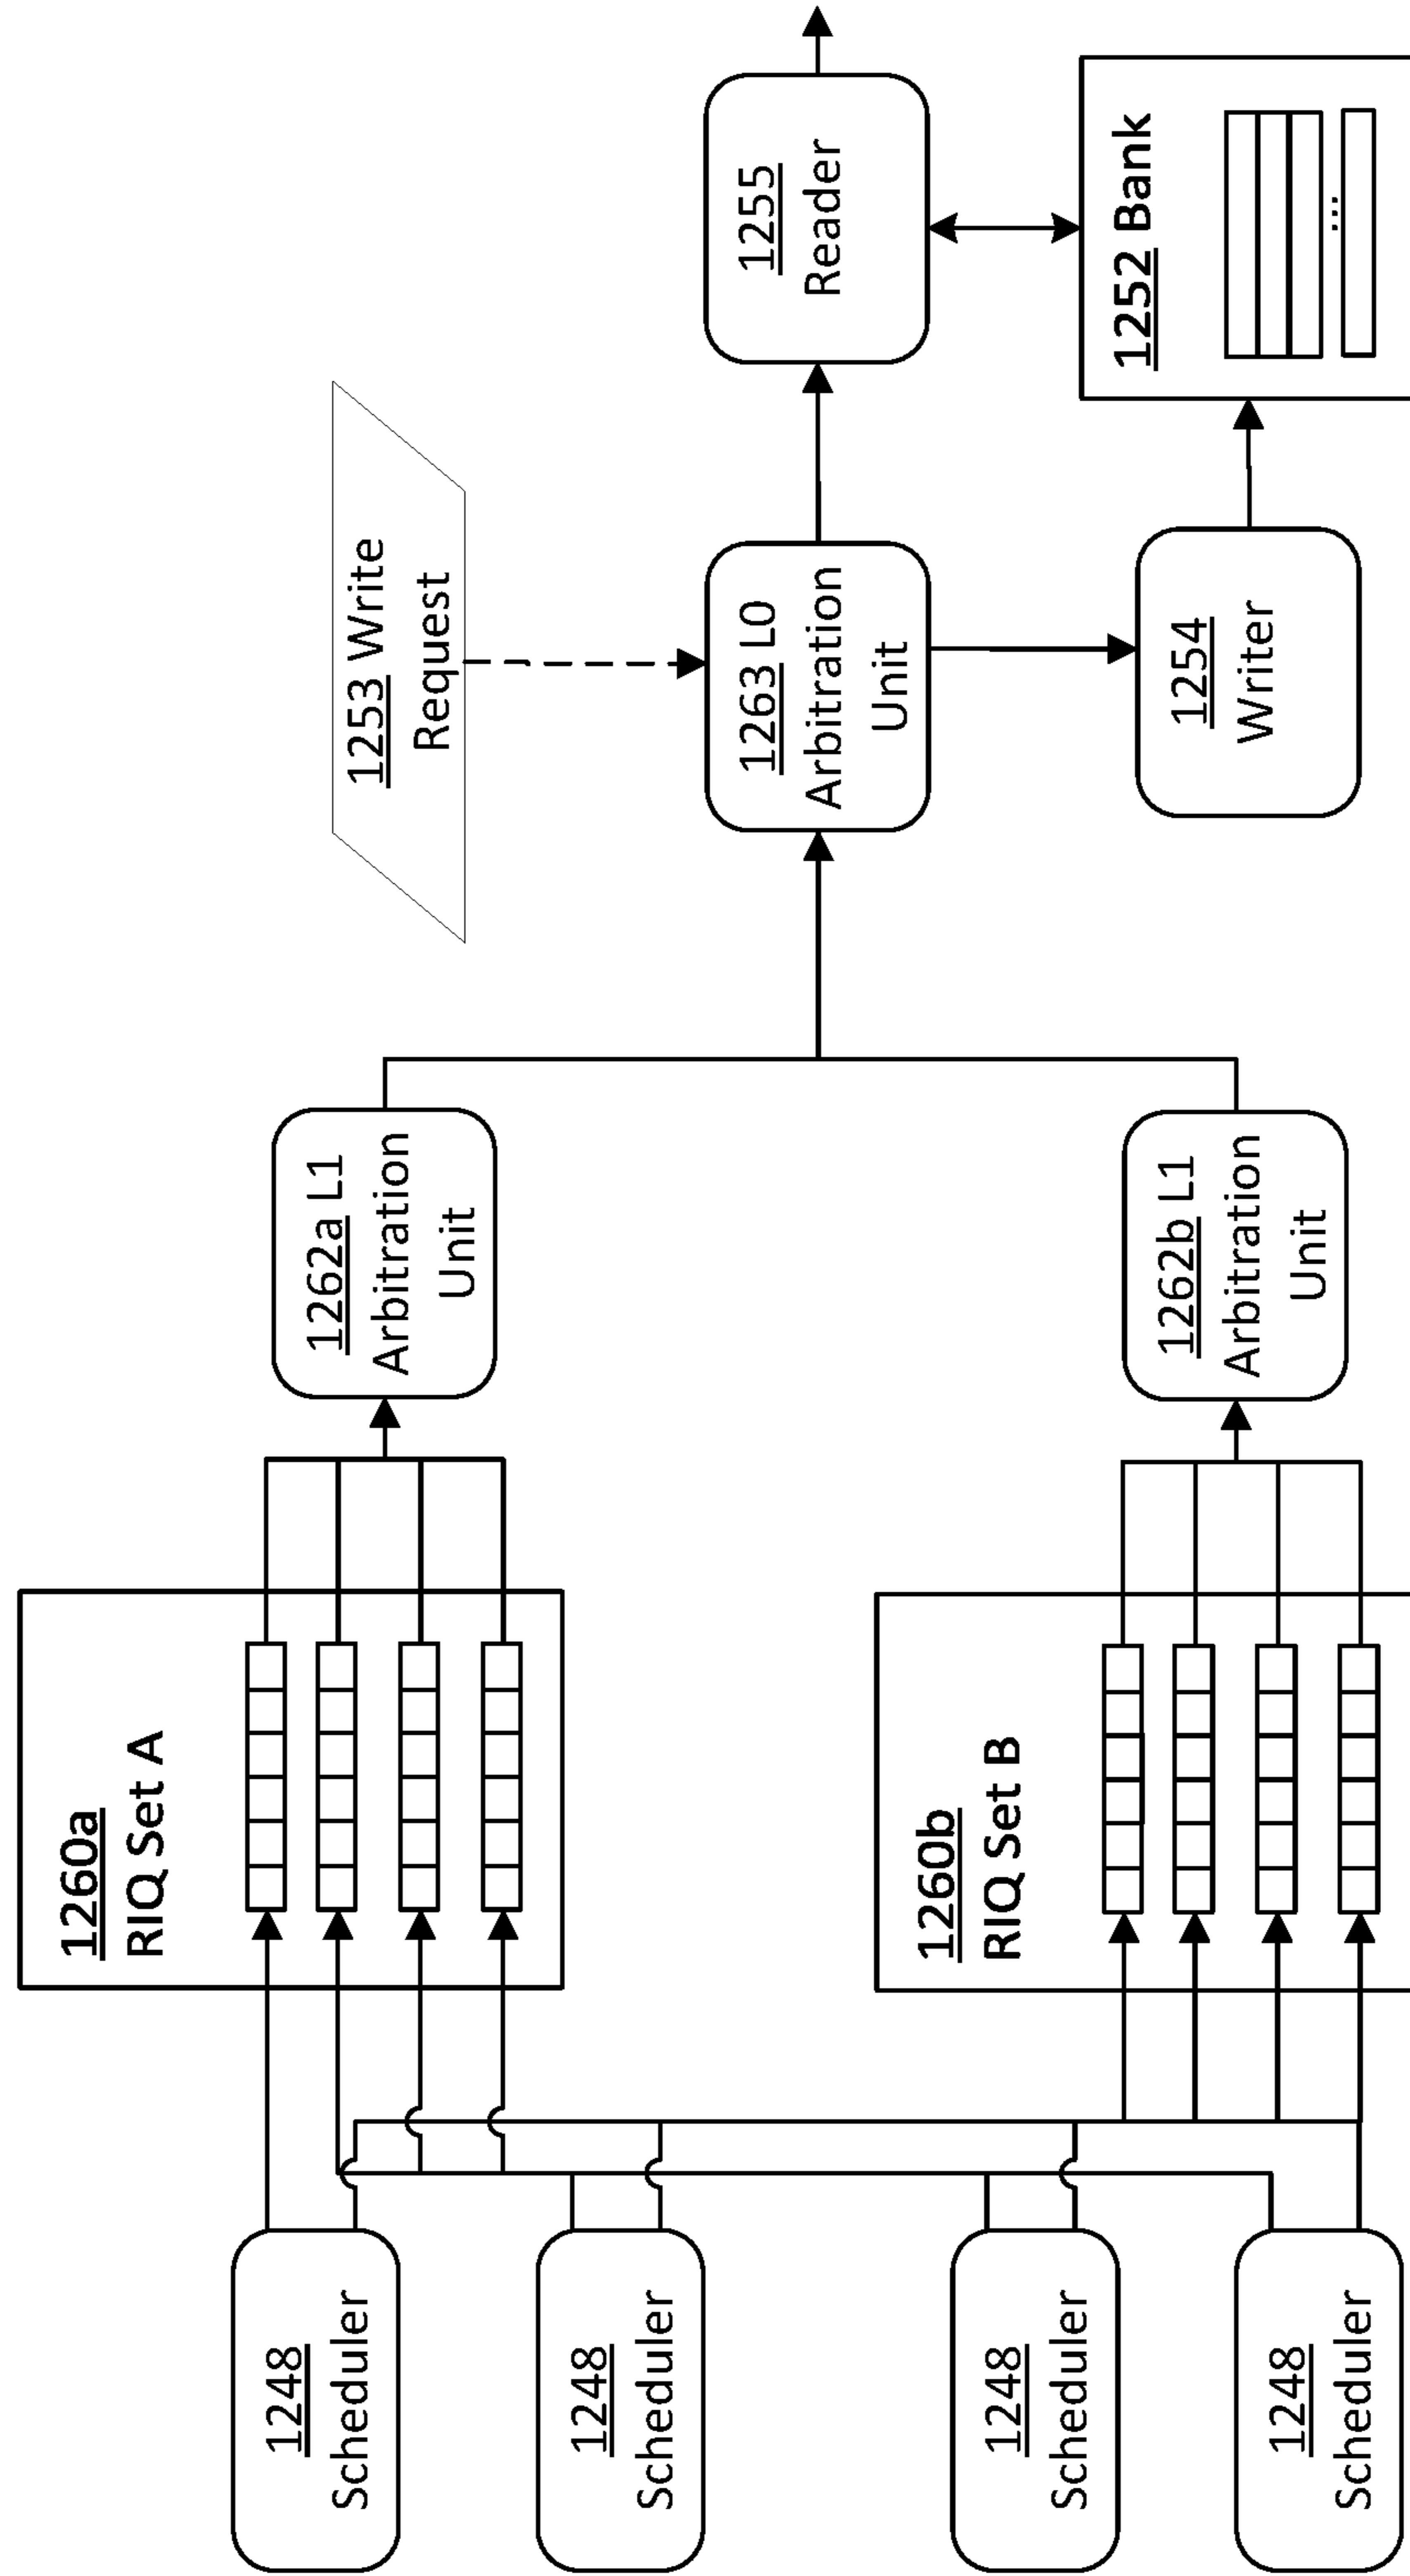 1248
Scheduler
1248
Scheduler
1248
Scheduler
1248
Scheduler
1260a
RIQ Set A
1260b
RIQ Set B
1262a L1
Arbitration
Unit
1262b L1
Arbitration
Unit
1253 Write
Request
1263 L0
Arbitration
Unit
1254
Writer
1255
Reader
1252 Bank
...